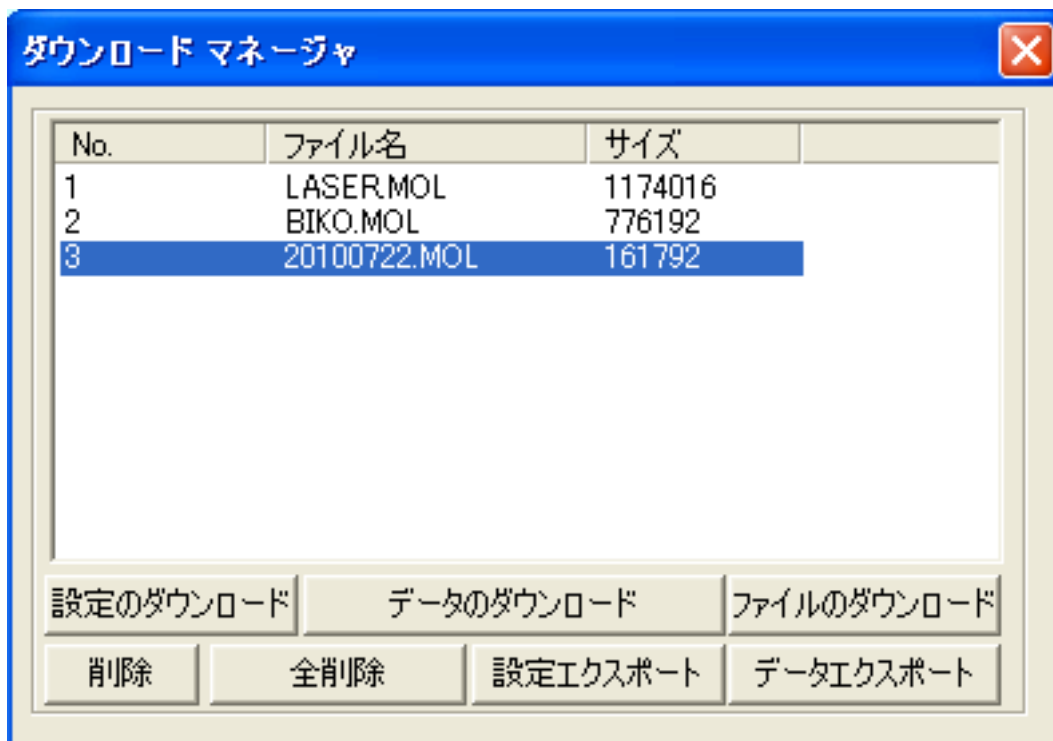 ダウンロード マネージャ
No. ファイル名 サイズ
1 LASER.MOL 1174016
2 BIKO.MOL 776192
3 20100722.MOL 161792
設定のダウンロード データのダウンロード ファイルのダウンロード
削除 全削除 設定エクスポート データエクスポート